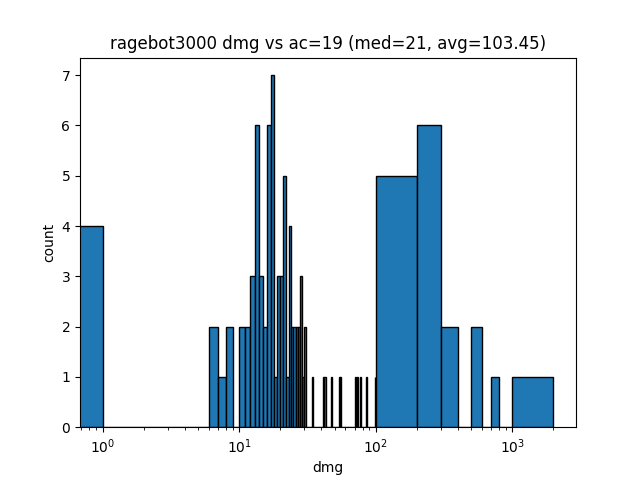 ragebot3000 dmg vs ac=19 (med=21, avg=103.45)
7
6
5
4
3
2
1
0
count
10⁰ 10¹ 10² 10³
dmg